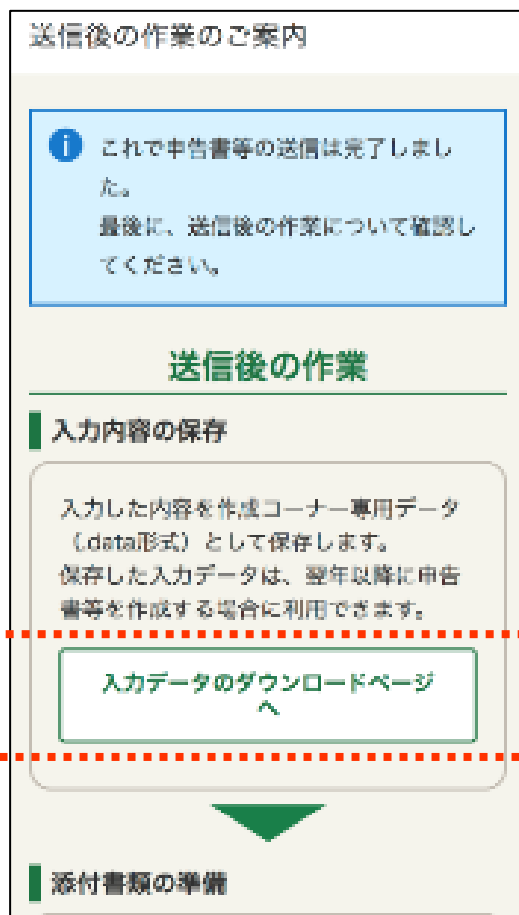 送信後の作業のご案内
これで申告書等の送信は完了しまし
た。
最後に、送信後の作業について確認し
てください。
送信後の作業
入力内容の保存
入力した内容を作成コーナー専用データ
（.data形式）として保存します。
保存した入力データは、翌年以降に申告
書等を作成する場合に利用できます。
入力データのダウンロードページ
へ
添付書類の準備